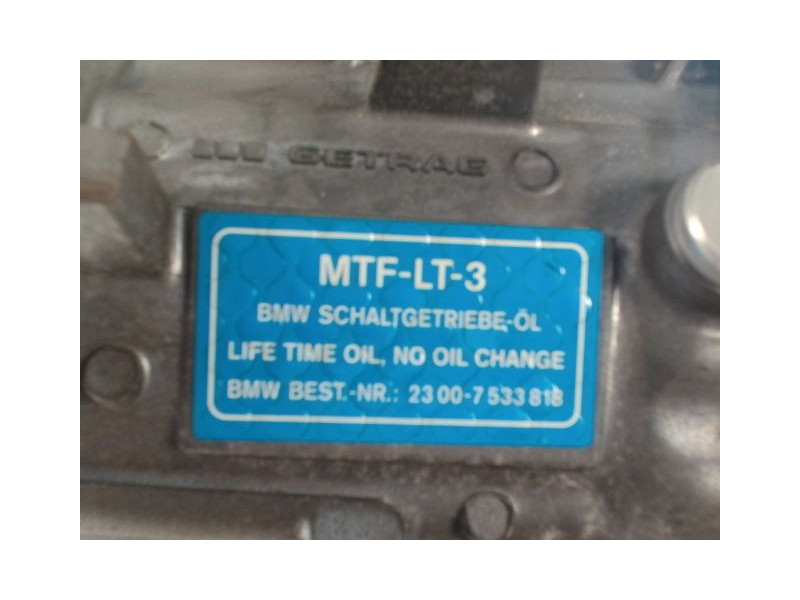 GETRAG
MTF-LT-3
BMW SCHALTGETRIEBE-ÖL
LIFE TIME OIL, NO OIL CHANGE
BMW BEST.-NR.: 23 00-7 533 818